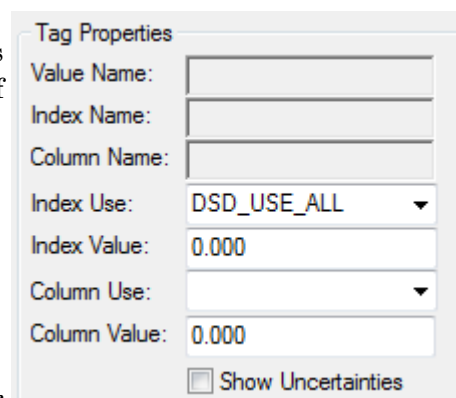 Tag Properties
Value Name:
Index Name:
Column Name:
Index Use: DSD_USE_ALL
Index Value: 0.000
Column Use:
Column Value: 0.000
Show Uncertainties